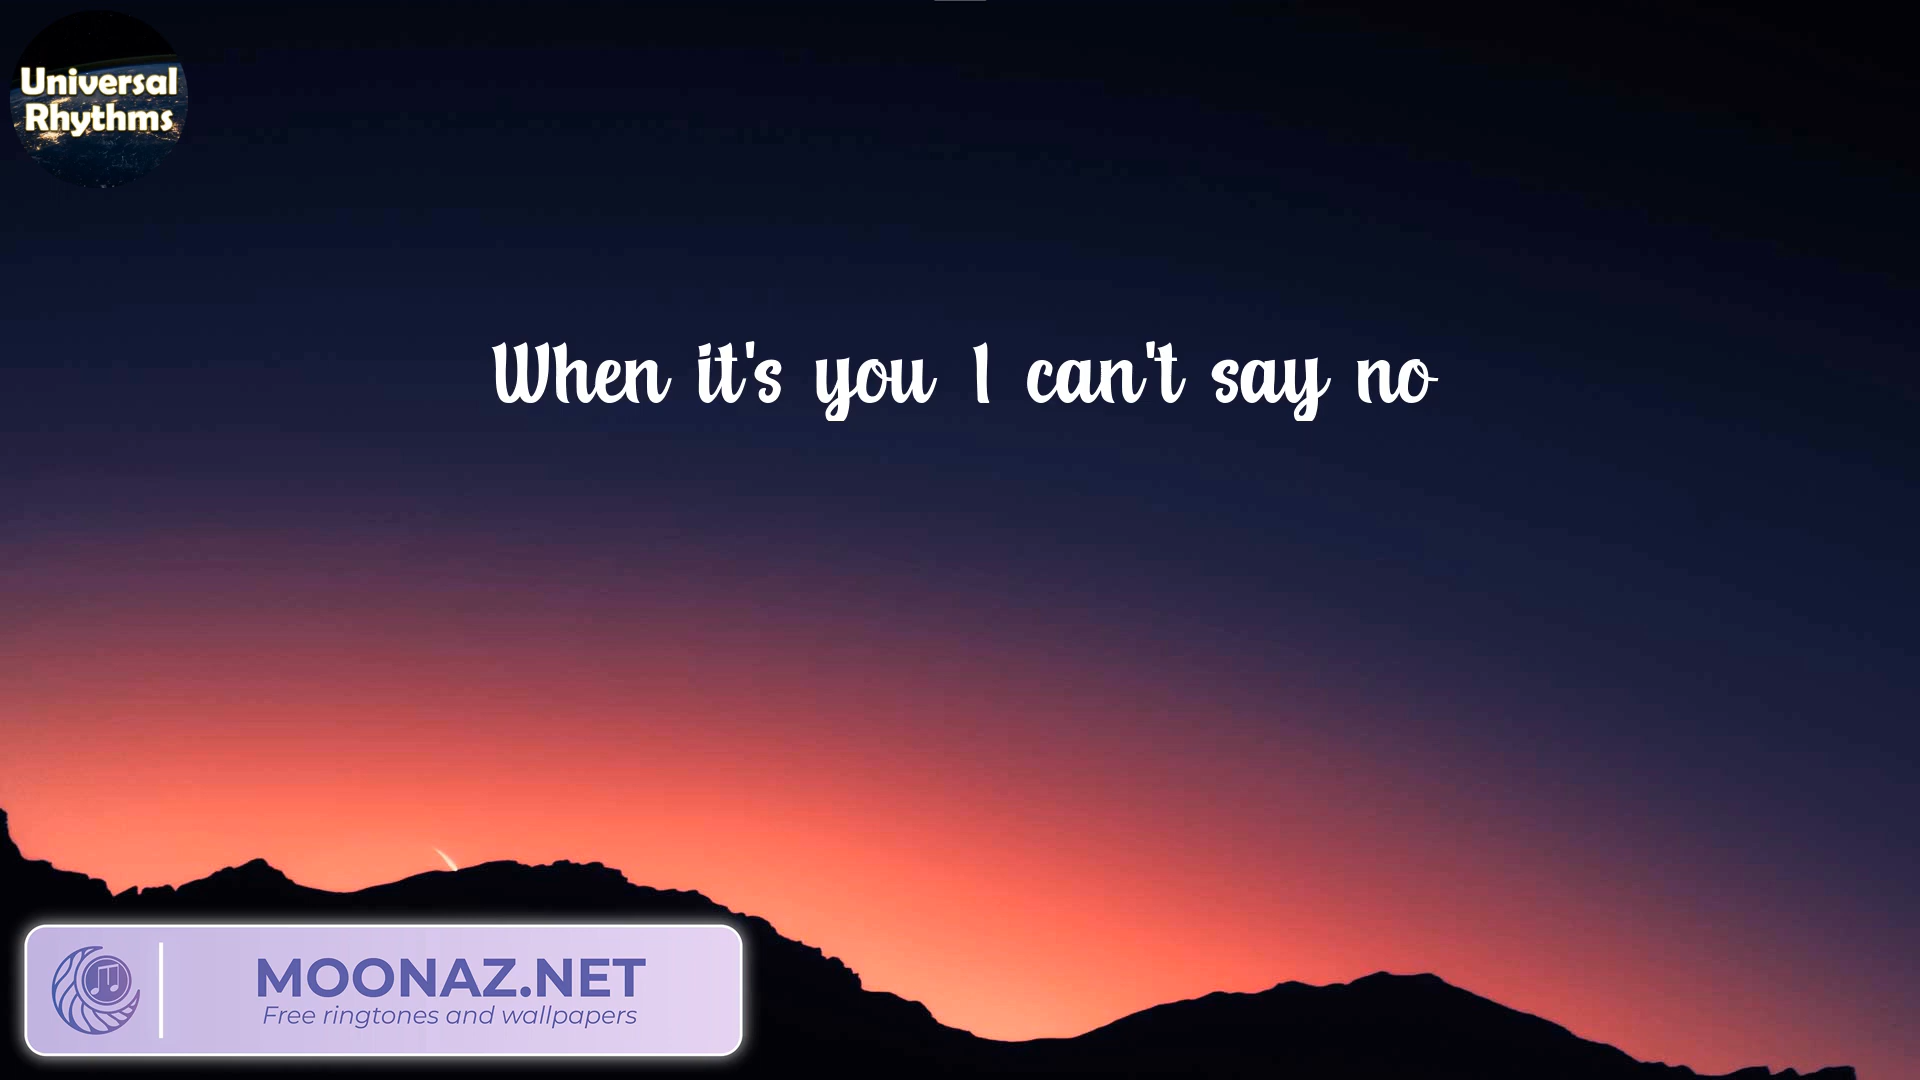 Universal
Rhythms
When it's you I can't say no
MOONAZ.NET
Free ringtones and wallpapers